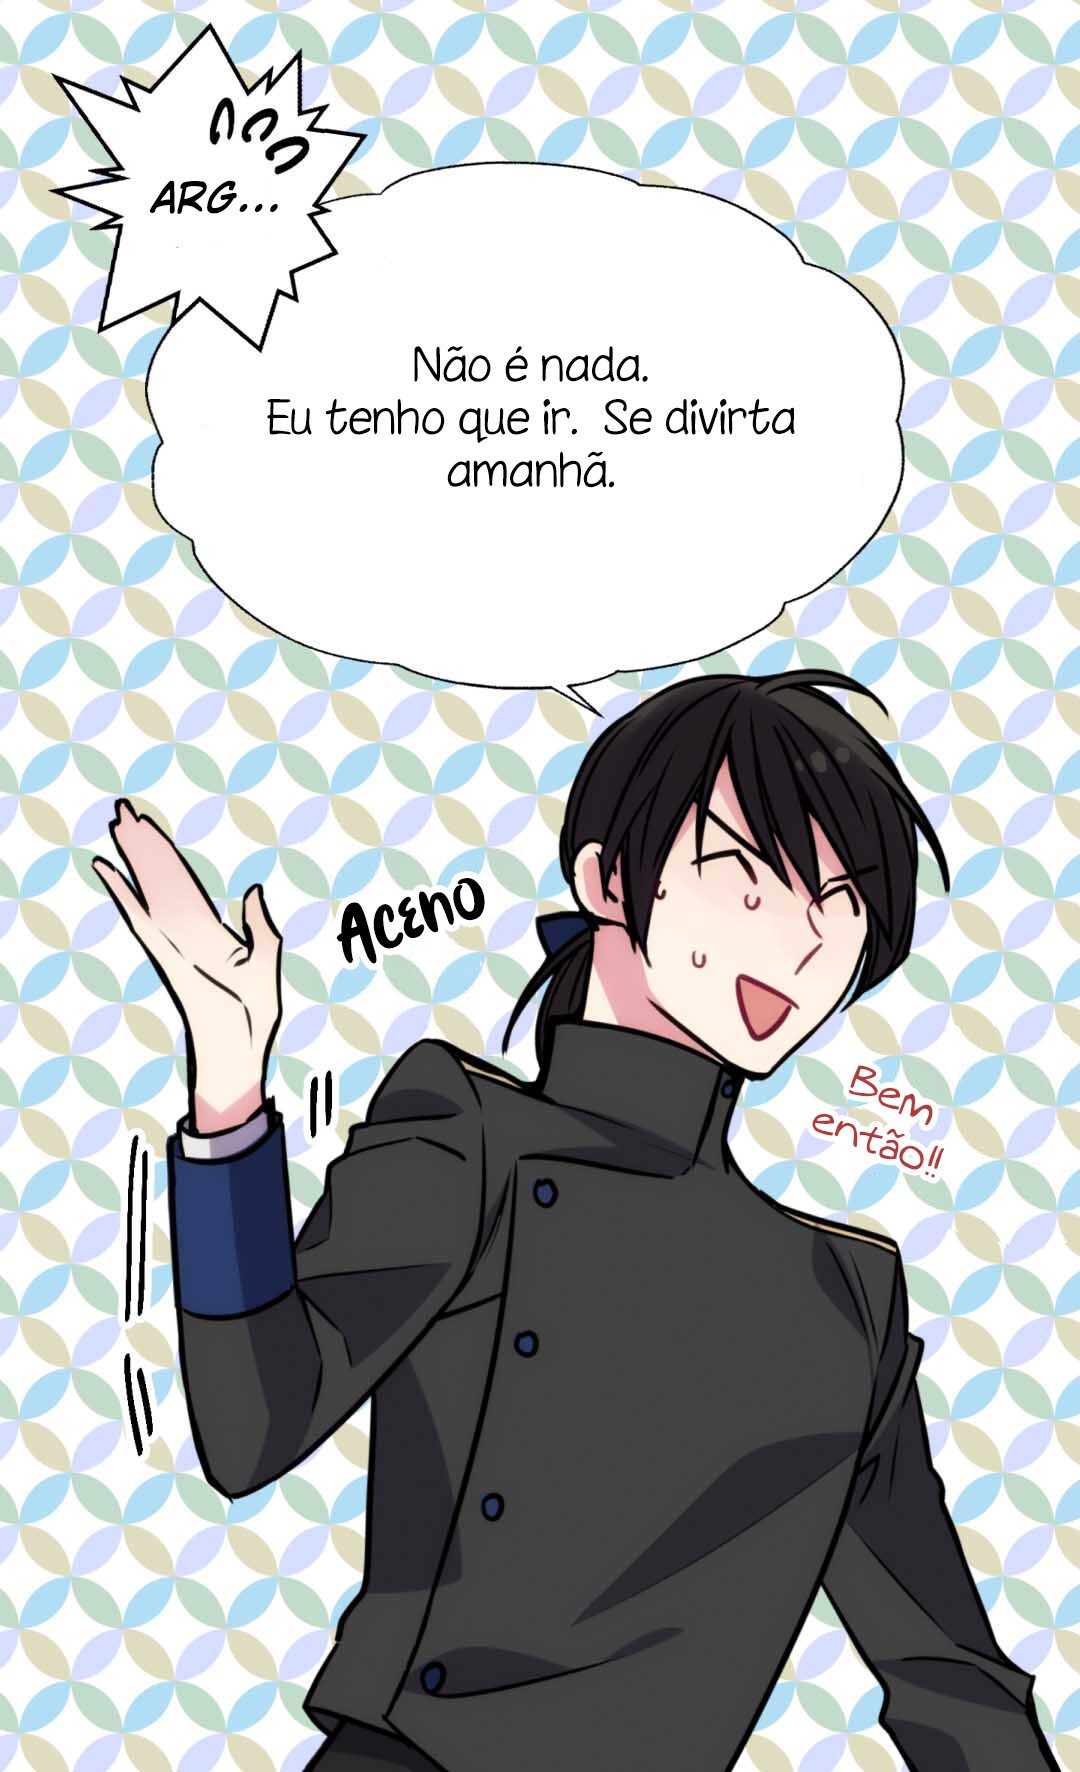 ARG...
Não é nada.
Eu tenho que ir. Se divirta
amanhã.
ACENO
Bem
então!!